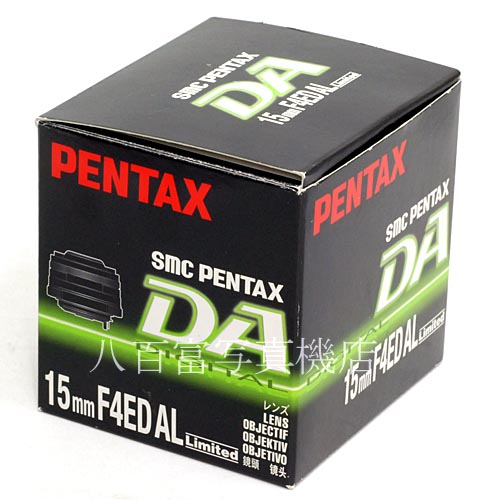 SMC PENTAX
DA
15mm F4ED AL Limited
PENTAX
SMC PENTAX
DA
DIGITAL
15mm F4ED AL Limited
レンズ
LENS
OBJECTIF
OBJEKTIV
OBJETIVO
鏡頭 镜头
PENTAX
SMC PENTAX
DA
15mm F4ED AL Limited
八百富写真機店